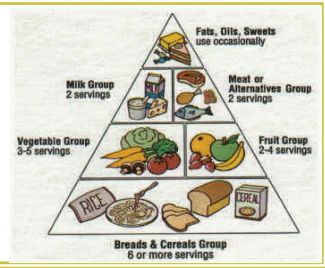 Fats, Oils, Sweets
use occasionally
Milk Group
2 servings
Meat or
Alternatives Group
2 servings
Vegetable Group
3-5 servings
Fruit Group
2-4 servings
RICE
CEREAL
Breads & Cereals Group
6 or more servings